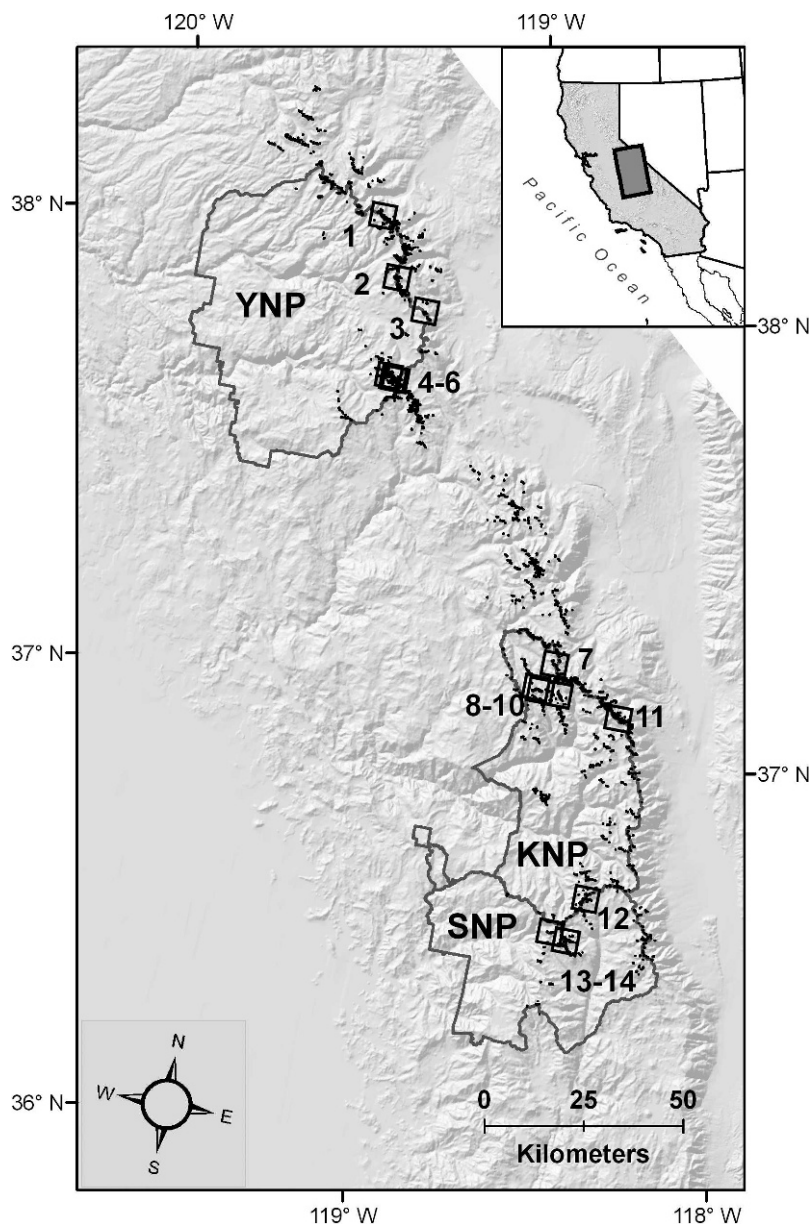 120° W
119° W
38° N
Pacific Ocean
1
2
YNP
3
38° N
4-6
37° N
7
8-10
11
37° N
KNP
12
SNP
13-14
N
W
E
S
36° N
0 25 50
Kilometers
119° W
118° W